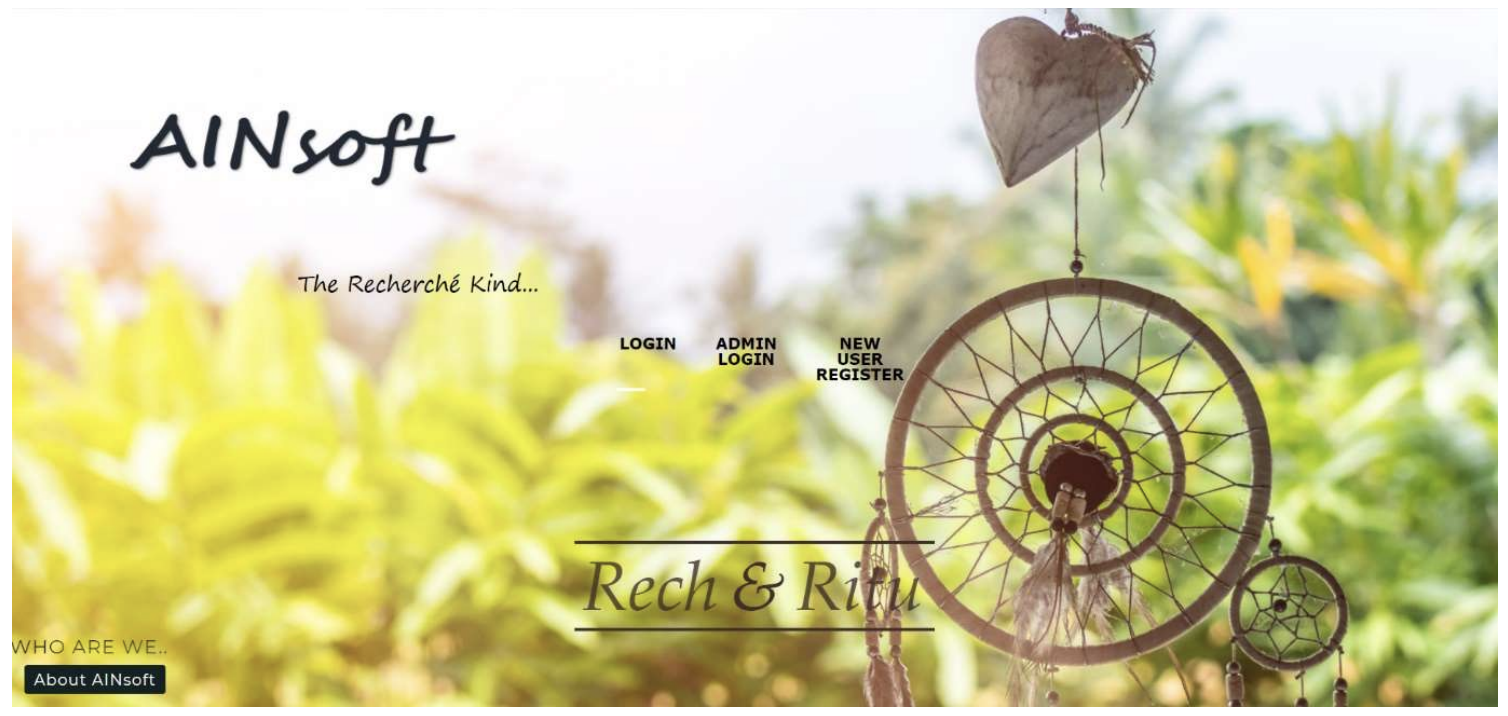 AINsoft
The Recherché Kind...
LOGIN
ADMIN
LOGIN
NEW
USER
REGISTER
Rech & Ritu
WHO ARE WE..
About AINsoft